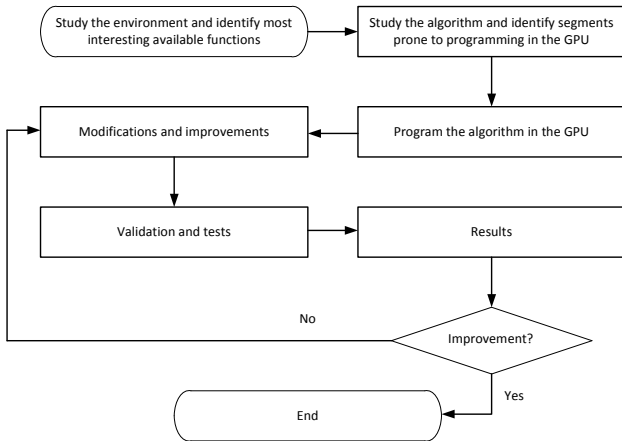 Study the environment and identify most
interesting available functions
Study the algorithm and identify segments
prone to programming in the GPU
Modifications and improvements
Program the algorithm in the GPU
Validation and tests
Results
No
Improvement?
Yes
End